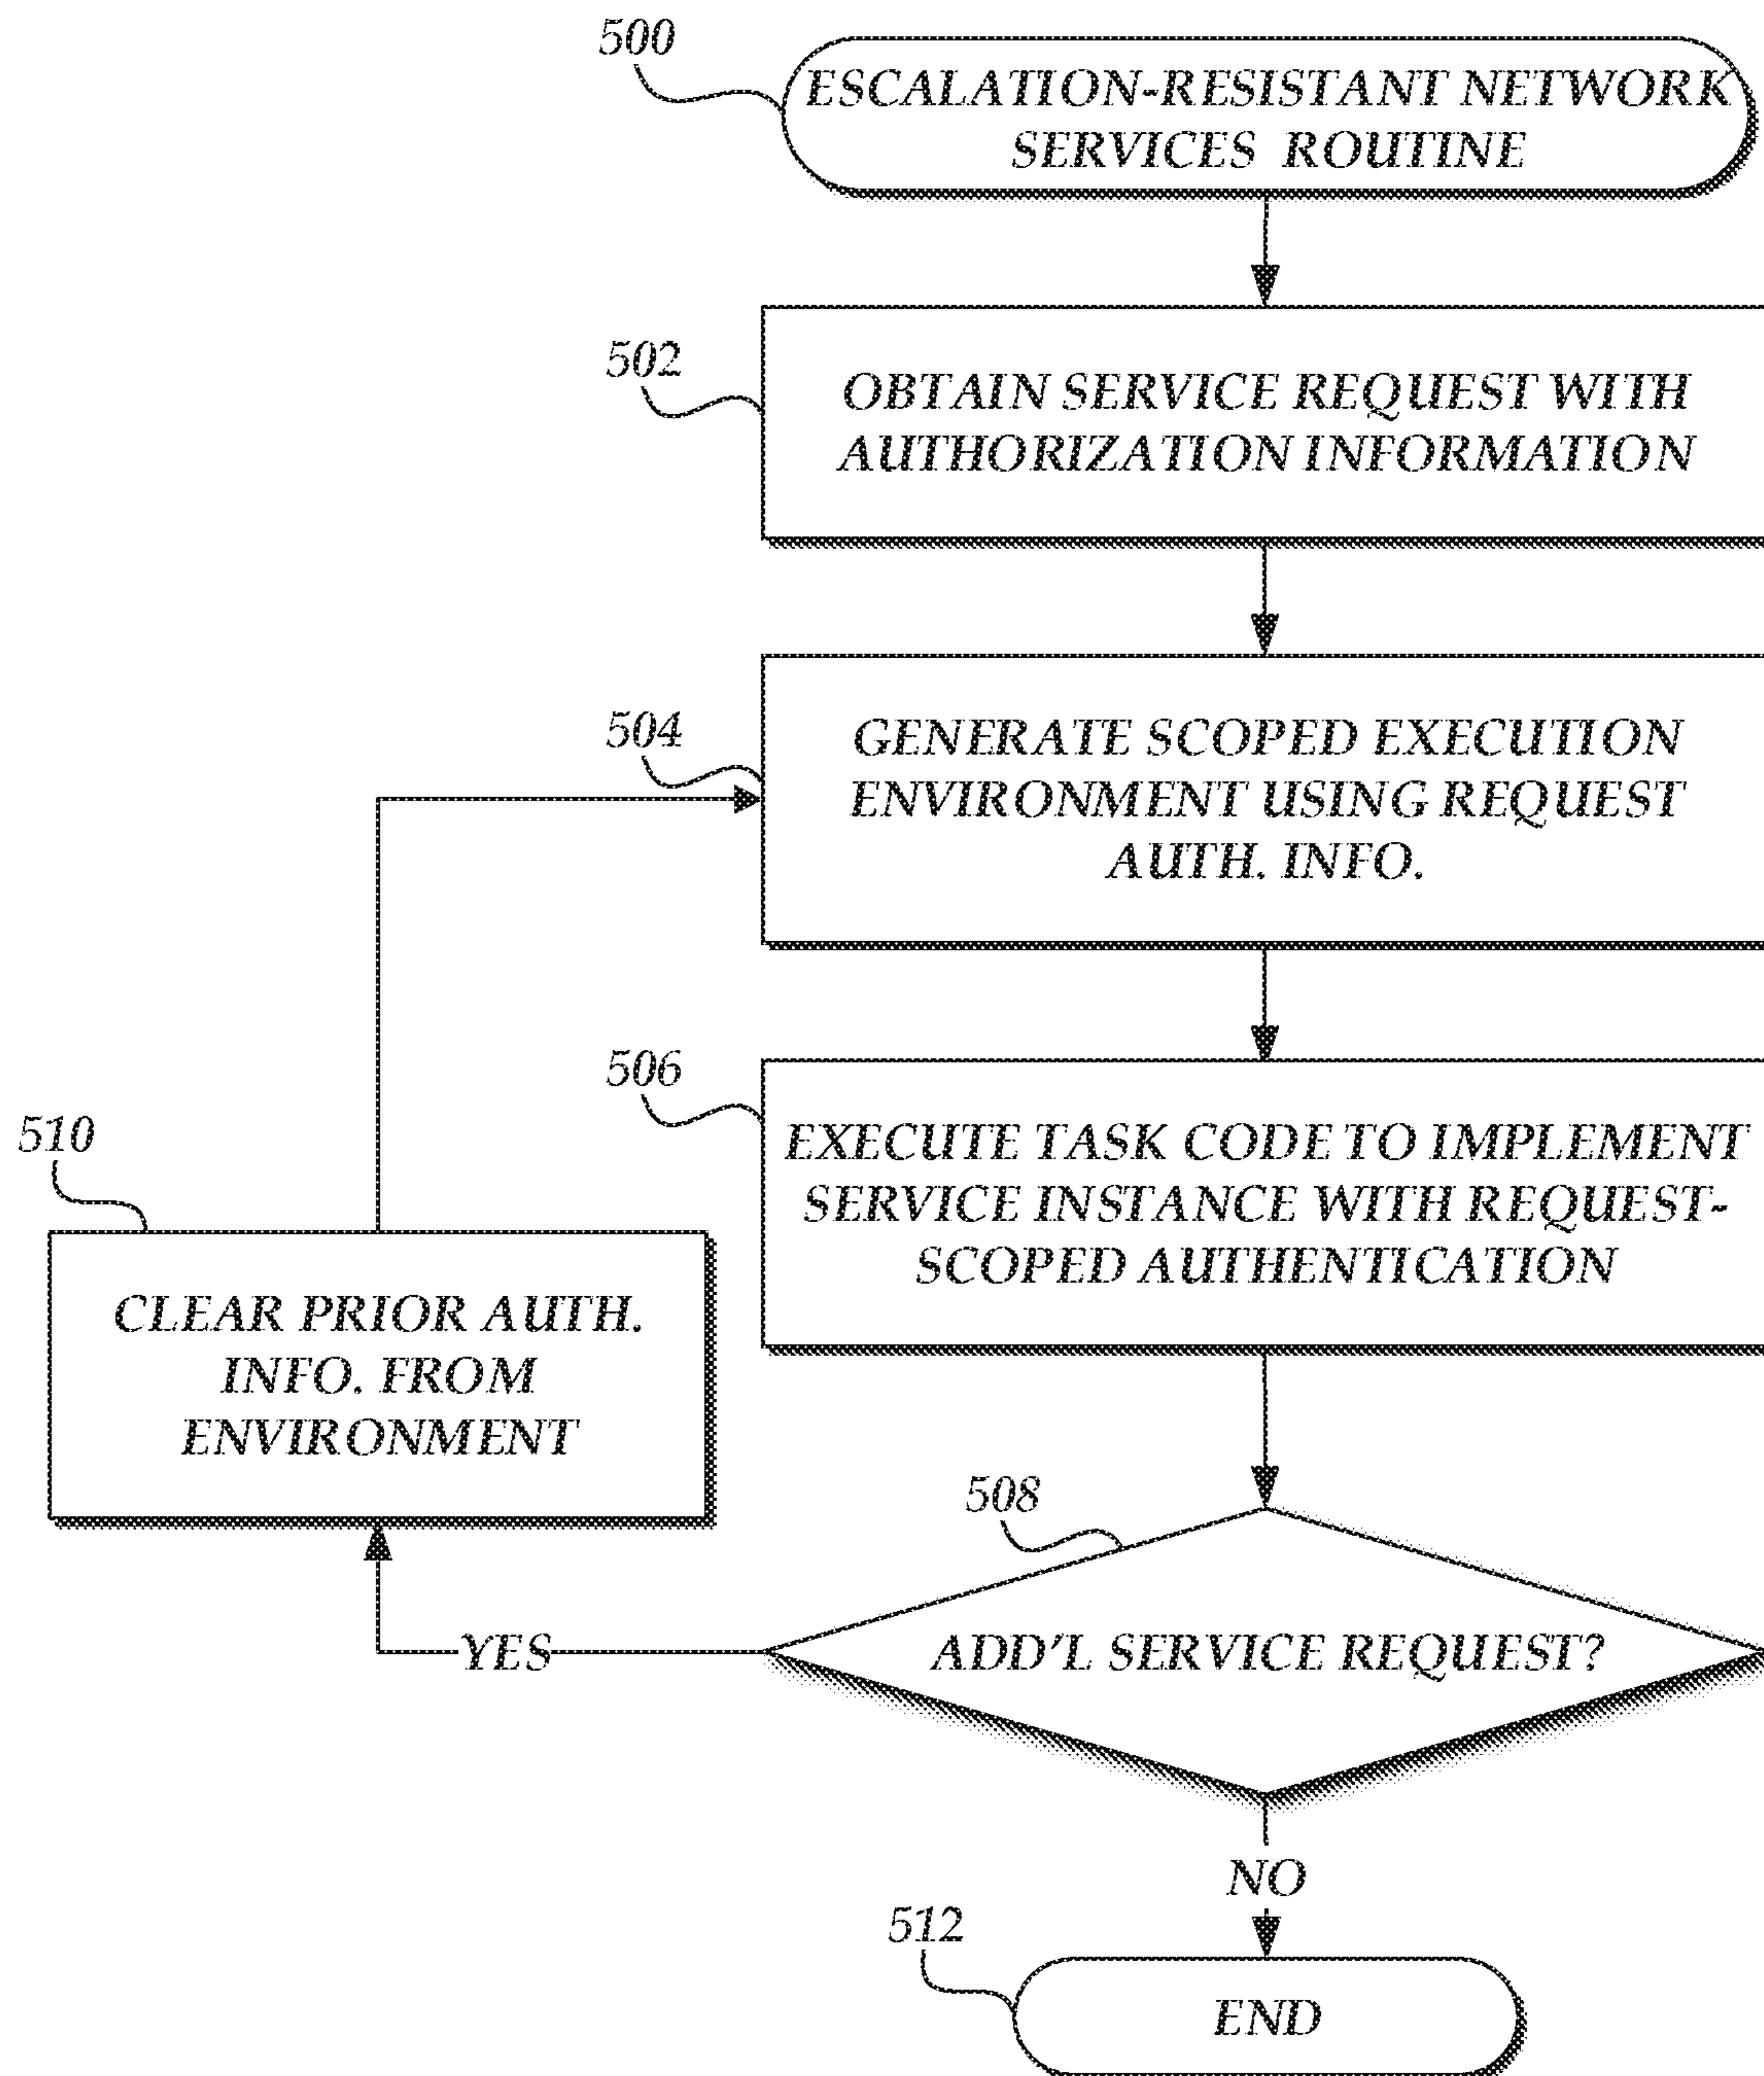 500
ESCALATION-RESISTANT NETWORK
SERVICES ROUTINE
502
OBTAIN SERVICE REQUEST WITH
AUTHORIZATION INFORMATION
504
GENERATE SCOPED EXECUTION
ENVIRONMENT USING REQUEST
AUTH. INFO.
506
EXECUTE TASK CODE TO IMPLEMENT
SERVICE INSTANCE WITH REQUEST-
SCOPED AUTHENTICATION
510
CLEAR PRIOR AUTH.
INFO. FROM
ENVIRONMENT
508
ADD'L SERVICE REQUEST?
YES
NO
512
END